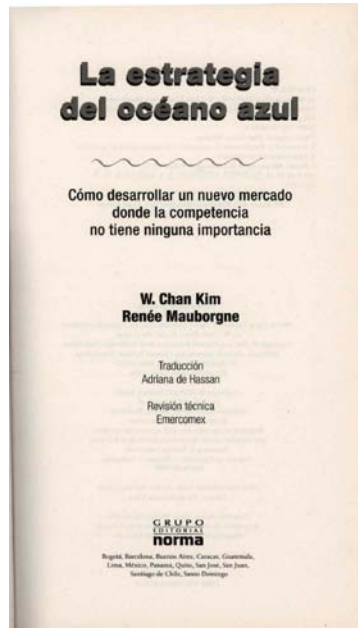 La estrategia
del océano azul
Cómo desarrollar un nuevo mercado
donde la competencia
no tiene ninguna importancia
W. Chan Kim
Renée Mauborgne
Traducción
Adriana de Hassan
Revisión técnica
Emercomex
GRUPO
EDITORIAL
norma
Bogotá, Barcelona, Buenos Aires, Caracas, Guatemala,
Lima, México, Panamá, Quito, San José, San Juan,
Santiago de Chile, Santo Domingo